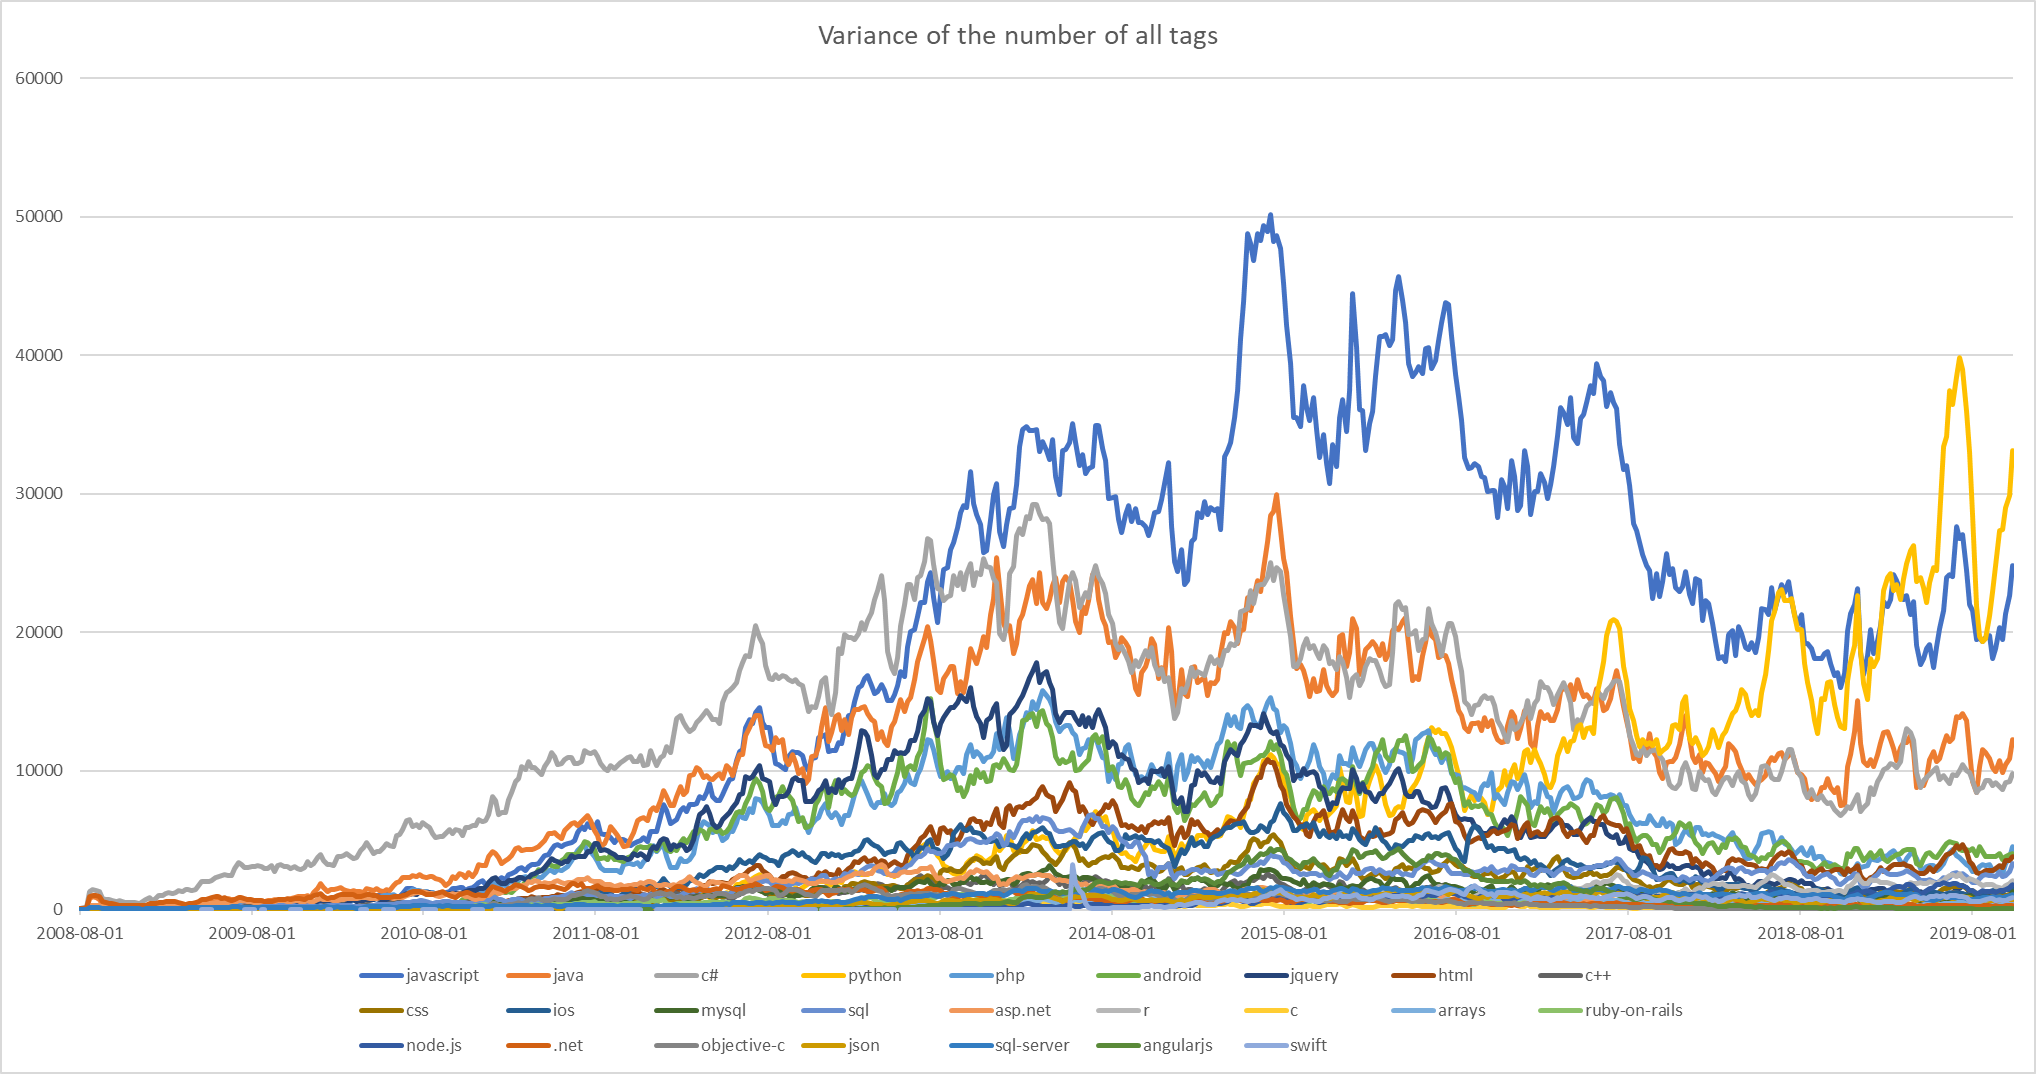 Variance of the number of all tags
60000
50000
40000
30000
20000
10000
0
2008-08-01 2009-08-01 2010-08-01 2011-08-01 2012-08-01 2013-08-01 2014-08-01 2015-08-01 2016-08-01 2017-08-01 2018-08-01 2019-08-01
javascript java c# python php android jquery html c++
css ios mysql sql asp.net r c arrays ruby-on-rails
node.js .net objective-c json sql-server angularjs swift